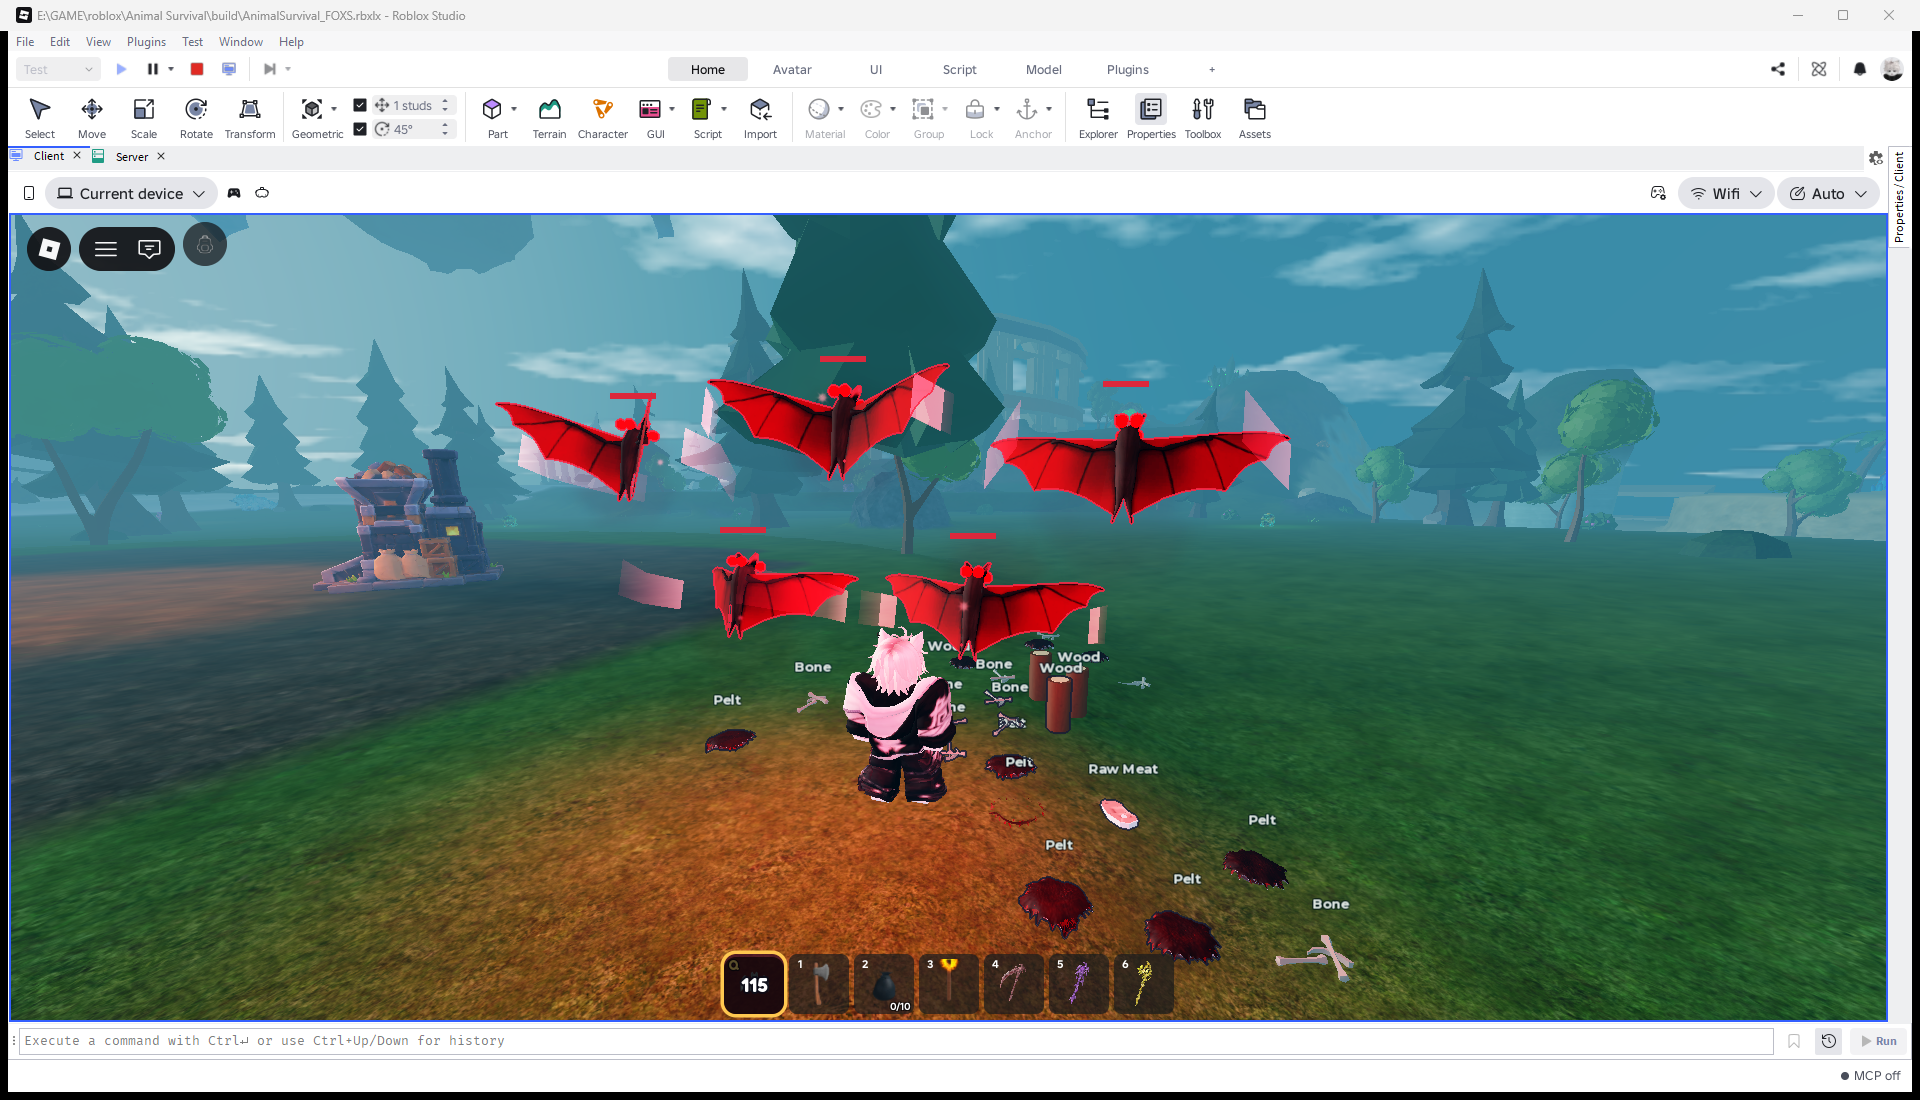 E:\GAME\roblox\Animal Survival\build\AnimalSurvival_FOXS.rbxlx - Roblox Studio
File Edit View Plugins Test Window Help
Test
Home Avatar UI Script Model Plugins +
1 studs
45°
Select Move Scale Rotate Transform Geometric Part Terrain Character GUI Script Import Material Color Group Lock Anchor Explorer Properties Toolbox Assets
Client Server
Properties / Client
Current device
Wifi Auto
Bone
Wood
Bone
Wood
Wood
Bone
Pelt
Pelt
Raw Meat
Pelt
Pelt
Pelt
Bone
Q
115
1
2
0/10
3
4
5
6
Execute a command with Ctrl↵ or use Ctrl+Up/Down for history
Run
MCP off